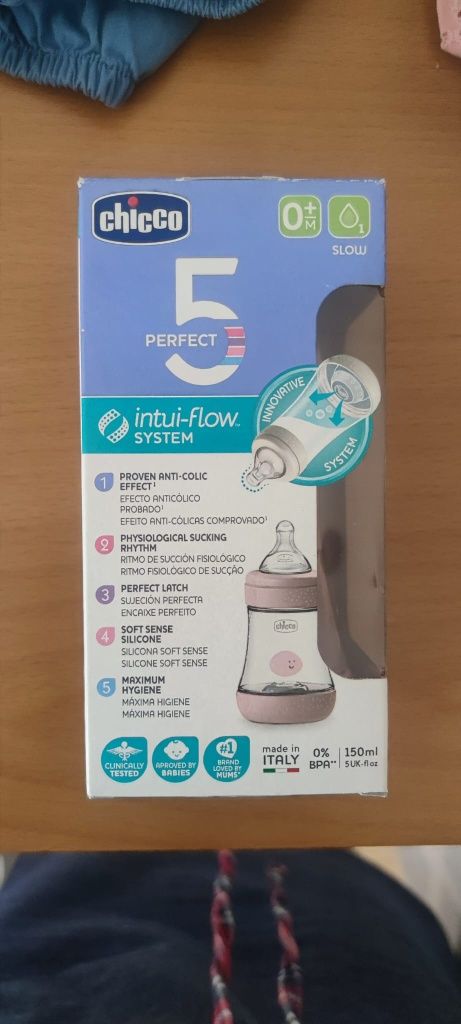 chicco
0+
M
1
SLOW
5
PERFECT
intui-flow™
SYSTEM
INNOVATIVE
SYSTEM
1 PROVEN ANTI-COLIC
EFFECT¹
EFECTO ANTICÓLICO
PROBADO¹
EFEITO ANTI-CÓLICAS COMPROVADO¹
2 PHYSIOLOGICAL SUCKING
RHYTHM
RITMO DE SUCCIÓN FISIOLÓGICO
RITMO FISIOLÓGICO DE SUCÇÃO
3 PERFECT LATCH
SUJECIÓN PERFECTA
ENCAIXE PERFEITO
4 SOFT SENSE
SILICONE
SILICONA SOFT SENSE
SILICONE SOFT SENSE
5 MAXIMUM
HYGIENE
MÁXIMA HIGIENE
MÁXIMA HIGIENE
chicco
CLINICALLY
TESTED
APROVED BY
BABIES
#1
BRAND
LOVED BY
MUMS*
made in
ITALY
0%
BPA**
150ml
5 UK-fl oz